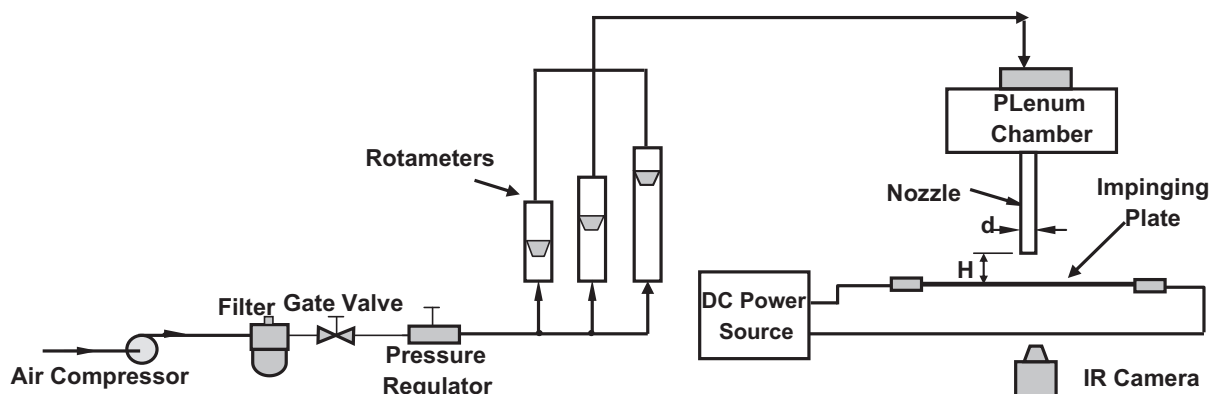 PLenum
Chamber
Rotameters
Nozzle
Impinging
Plate
d
H
DC Power
Source
Filter
Gate Valve
Pressure
Regulator
Air Compressor
IR Camera